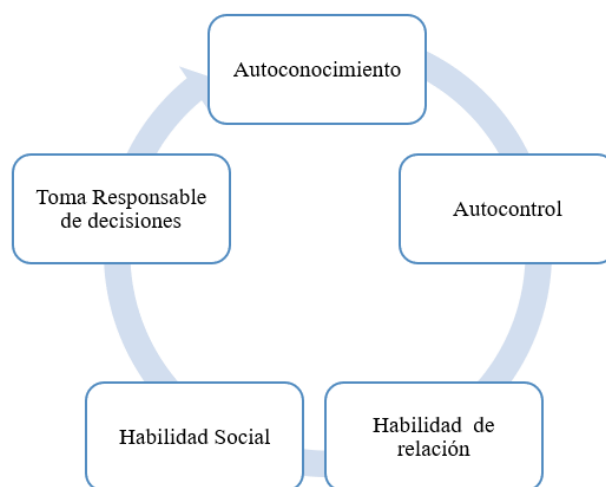 Autoconocimiento
Autocontrol
Habilidad de
relación
Habilidad Social
Toma Responsable
de decisiones